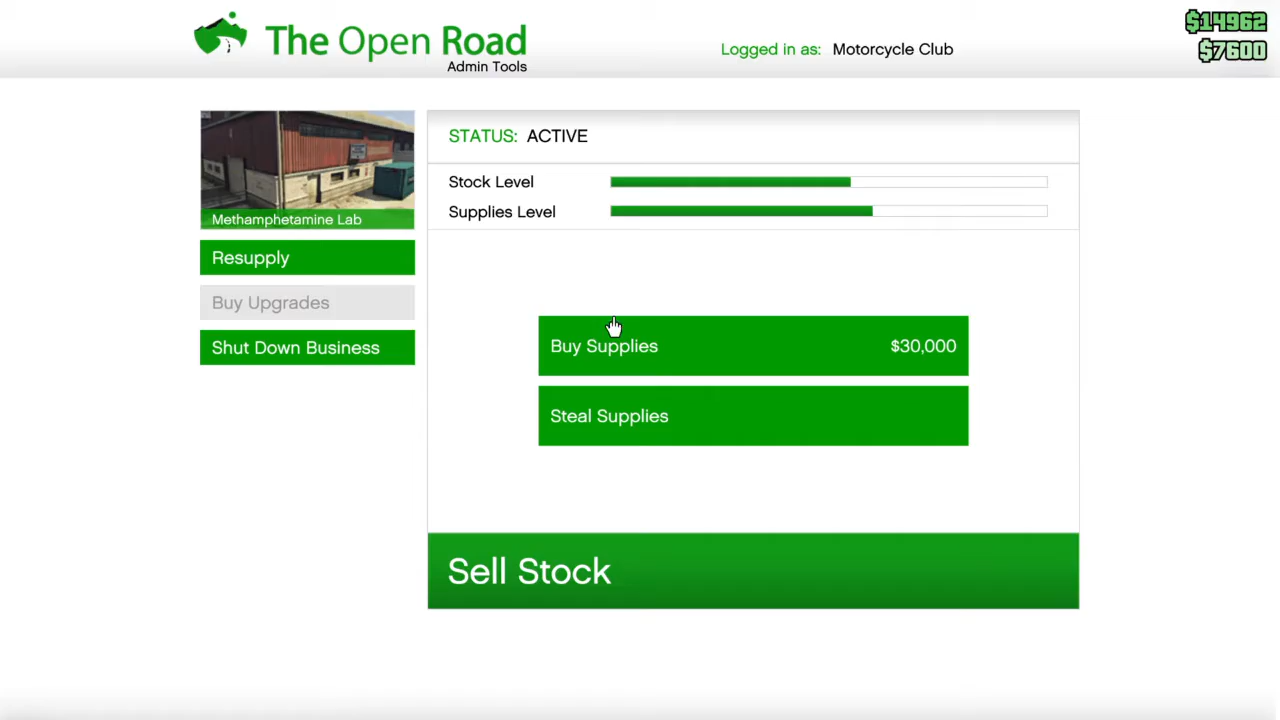 The Open Road
Admin Tools
Logged in as: Motorcycle Club
$14962
$7600
Methamphetamine Lab
Resupply
Buy Upgrades
Shut Down Business
STATUS: ACTIVE
Stock Level
Supplies Level
Buy Supplies $30,000
Steal Supplies
Sell Stock